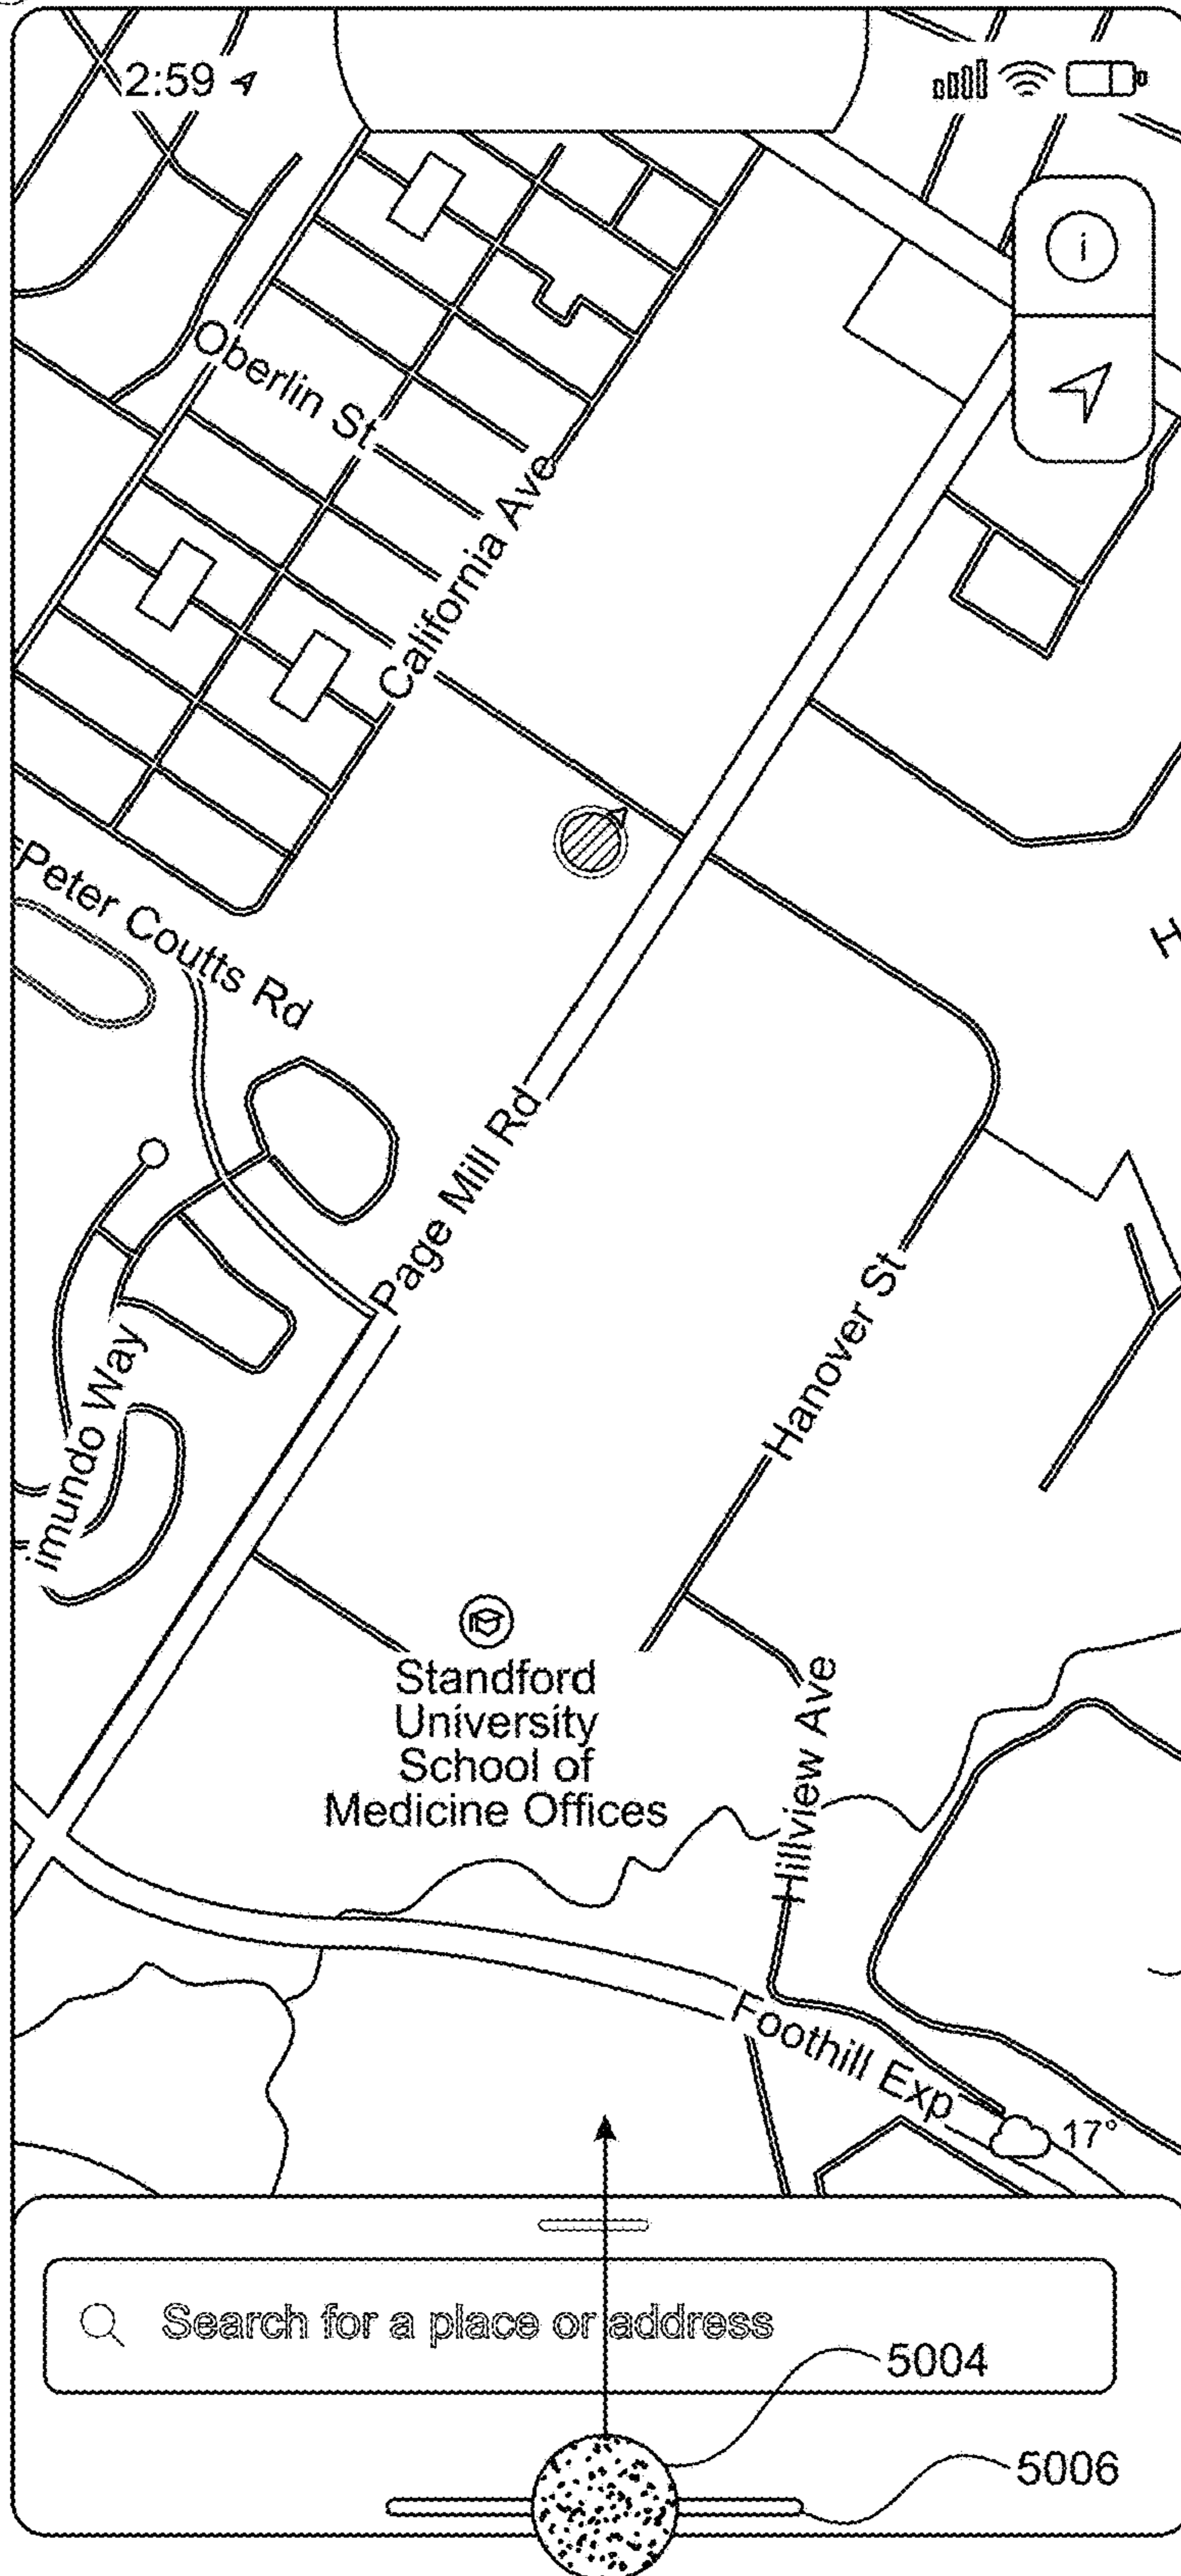 2:59
i
Oberlin St
California Ave
Peter Coutts Rd
H
Page Mill Rd
Hanover St
imundo Way
Standford
University
School of
Medicine Offices
Hillview Ave
Foothill Exp
17°
Search for a place or address
5004
5006